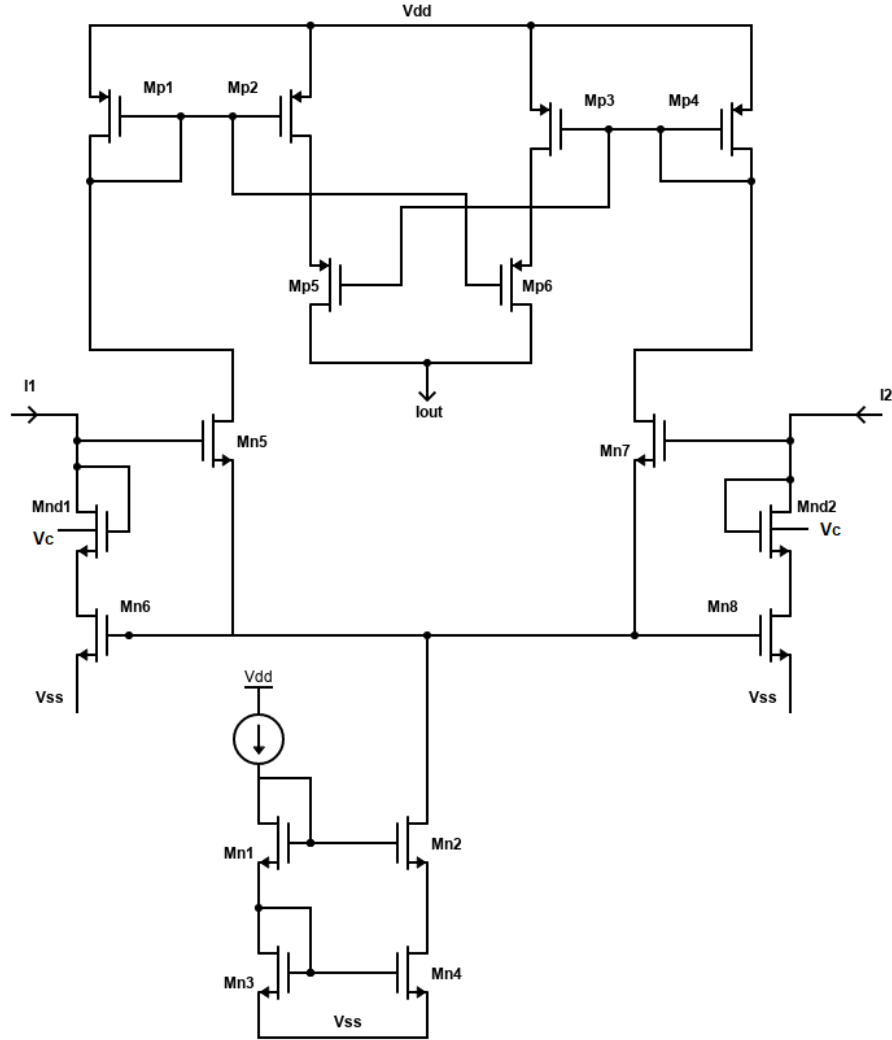 Vdd
Mp1
Mp2
Mp3
Mp4
Mp5
Mp6
I1
Iout
I2
Mn5
Mn7
Mnd1
Mnd2
Vc
Vc
Mn6
Mn8
Vss
Vdd
Vss
Mn1
Mn2
Mn3
Mn4
Vss